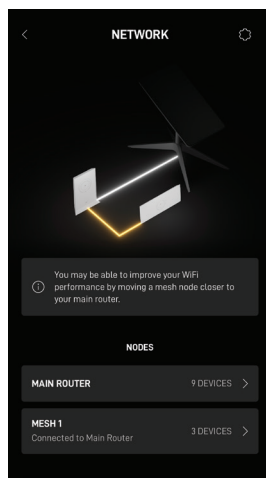 NETWORK
You may be able to improve your WiFi
performance by moving a mesh node closer to
your main router.
NODES
MAIN ROUTER
9 DEVICES
MESH 1
Connected to Main Router
3 DEVICES